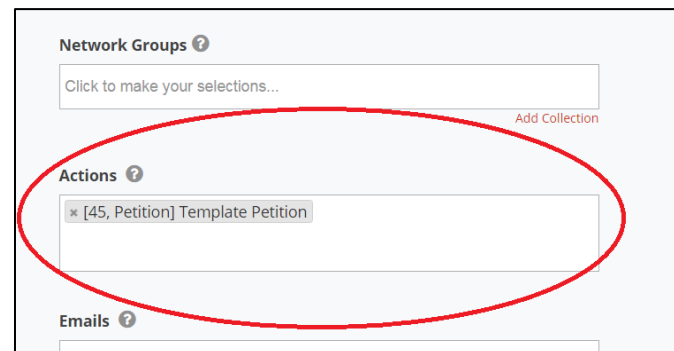 Network Groups ?
Click to make your selections...
Add Collection
Actions ?
× [45, Petition] Template Petition
Emails ?